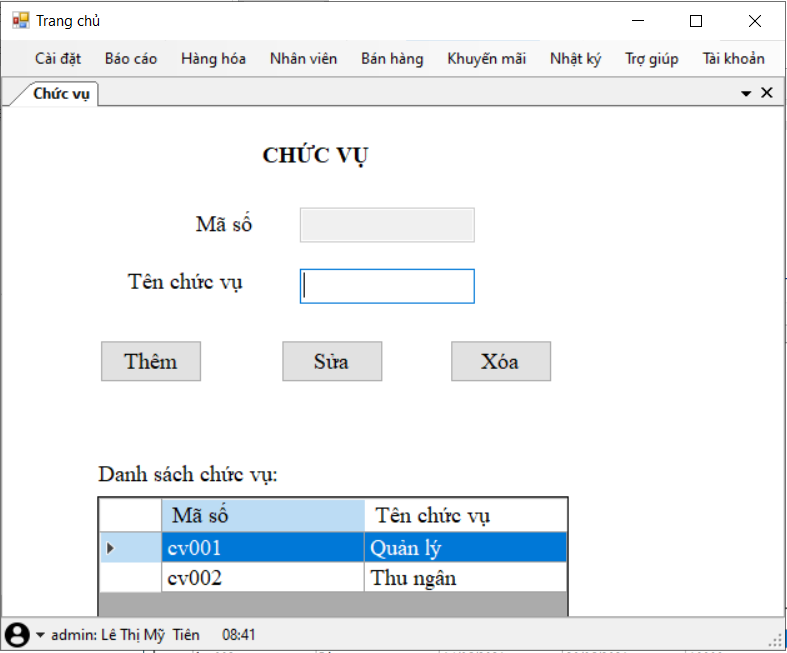 Trang chủ
Cài đặt Báo cáo Hàng hóa Nhân viên Bán hàng Khuyến mãi Nhật ký Trợ giúp Tài khoản
Chức vụ
CHỨC VỤ
Mã số
Tên chức vụ
Thêm Sửa Xóa
Danh sách chức vụ:
Mã số Tên chức vụ
cv001 Quản lý
cv002 Thu ngân
admin: Lê Thị Mỹ Tiên 08:41